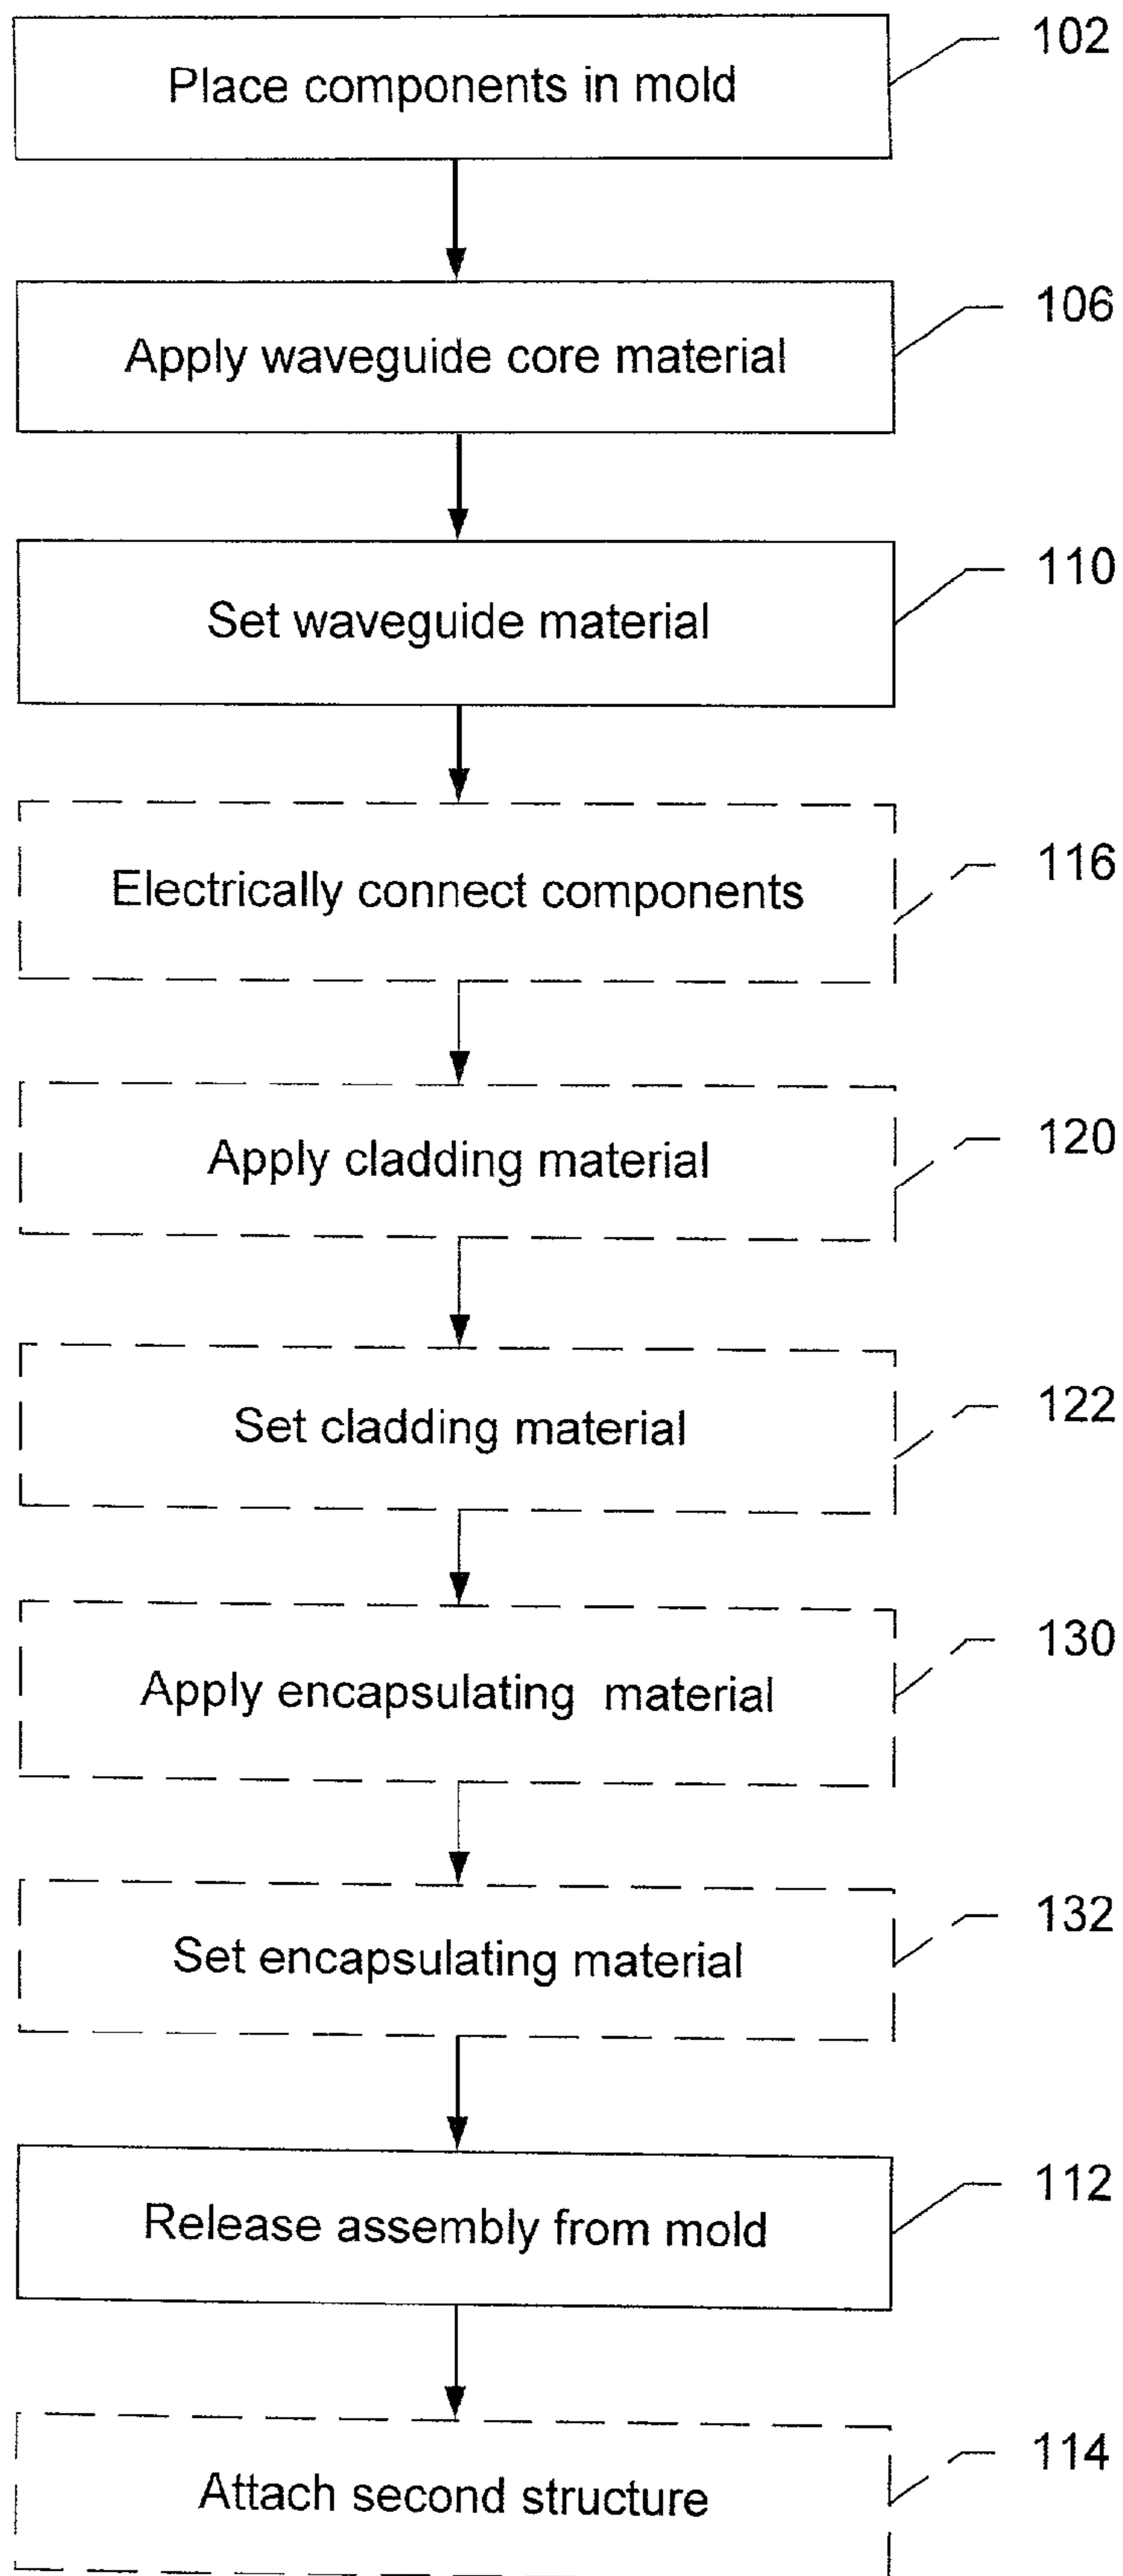 Place components in mold
102
Apply waveguide core material
106
Set waveguide material
110
Electrically connect components
116
Apply cladding material
120
Set cladding material
122
Apply encapsulating material
130
Set encapsulating material
132
Release assembly from mold
112
Attach second structure
114